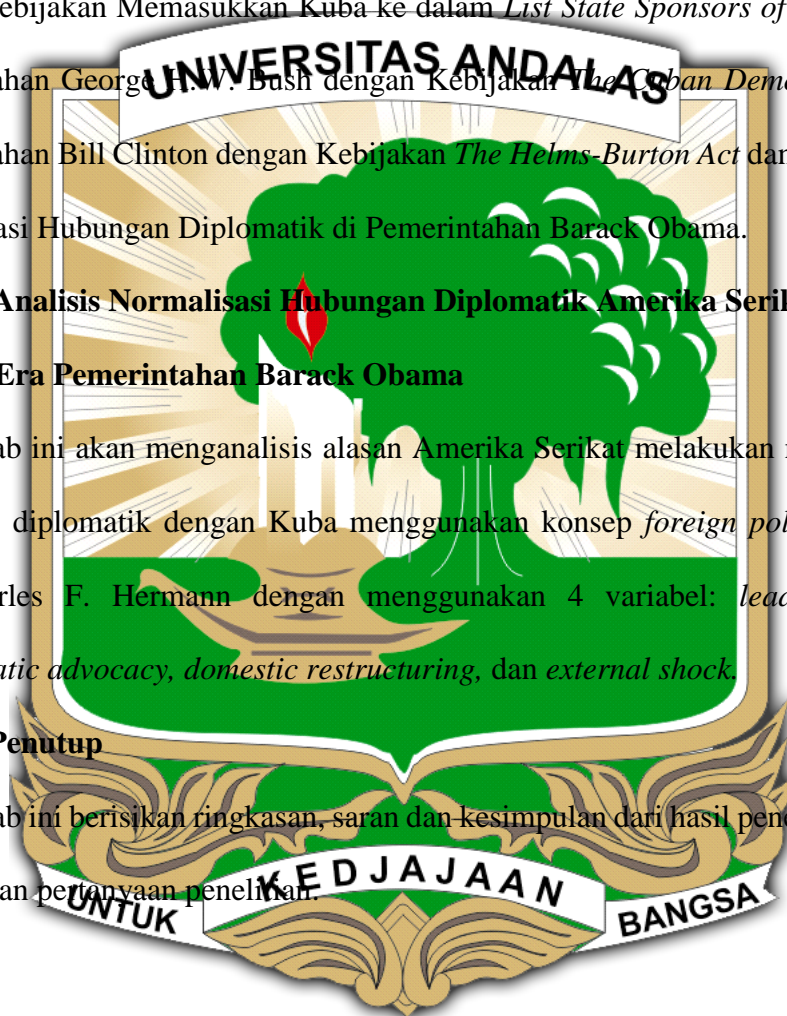 ebijakan Memasukkan Kuba ke dalam List State Sponsors of
UNIVERSITAS ANDALAS
ahan George H.W. Bush dengan Kebijakan The Cuban Demo
ahan Bill Clinton dengan Kebijakan The Helms-Burton Act dan
asi Hubungan Diplomatik di Pemerintahan Barack Obama.
Analisis Normalisasi Hubungan Diplomatik Amerika Serik
Era Pemerintahan Barack Obama
ab ini akan menganalisis alasan Amerika Serikat melakukan
diplomatik dengan Kuba menggunakan konsep foreign pol
rles F. Hermann dengan menggunakan 4 variabel: lead
atic advocacy, domestic restructuring, dan external shock.
Penutup
ab ini berisikan ringkasan, saran dan kesimpulan dari hasil pene
an pertanyaan penelitian.
UNTUK KEDJAJAAN BANGSA